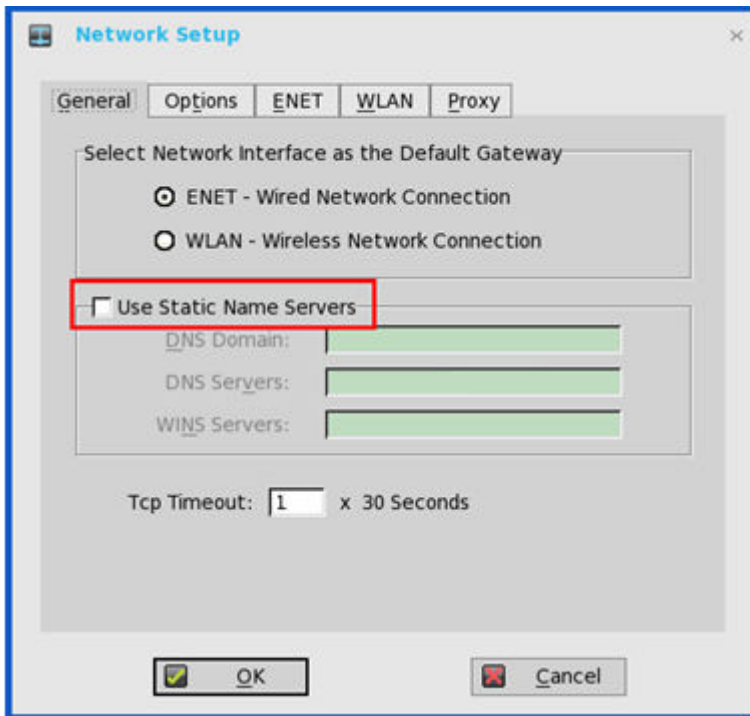 Network Setup
General Options ENET WLAN Proxy
Select Network Interface as the Default Gateway
ENET - Wired Network Connection
WLAN - Wireless Network Connection
Use Static Name Servers
DNS Domain:
DNS Servers:
WINS Servers:
Tcp Timeout: 1 x 30 Seconds
OK Cancel